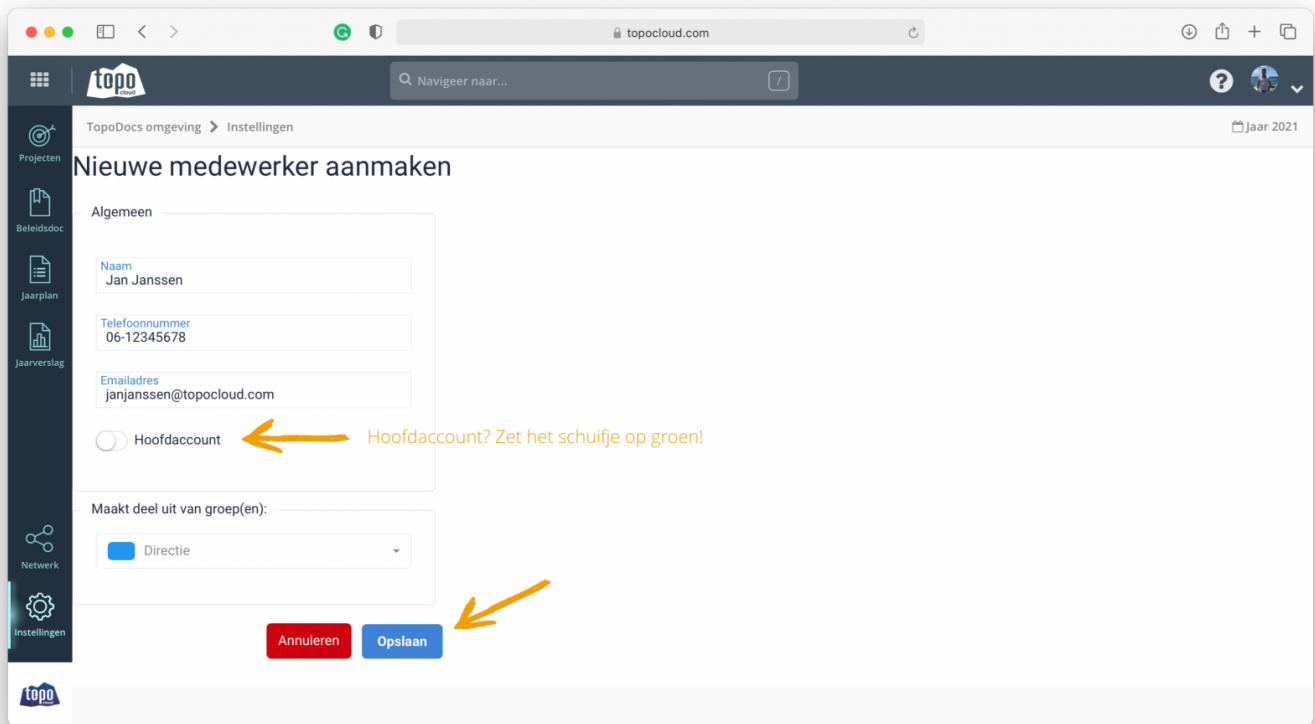 topocloud.com
topo
cloud
Navigeer naar...
/
?
TopoDocs omgeving > Instellingen
Jaar 2021
Projecten
Beleidsdoc
Jaarplan
Jaarverslag
Netwerk
Instellingen
topo
cloud
Nieuwe medewerker aanmaken
Algemeen
Naam
Jan Janssen
Telefoonnummer
06-12345678
Emailadres
janjanssen@topocloud.com
Hoofdaccount
Hoofdaccount? Zet het schuifje op groen!
Maakt deel uit van groep(en):
Directie
Annuleren
Opslaan